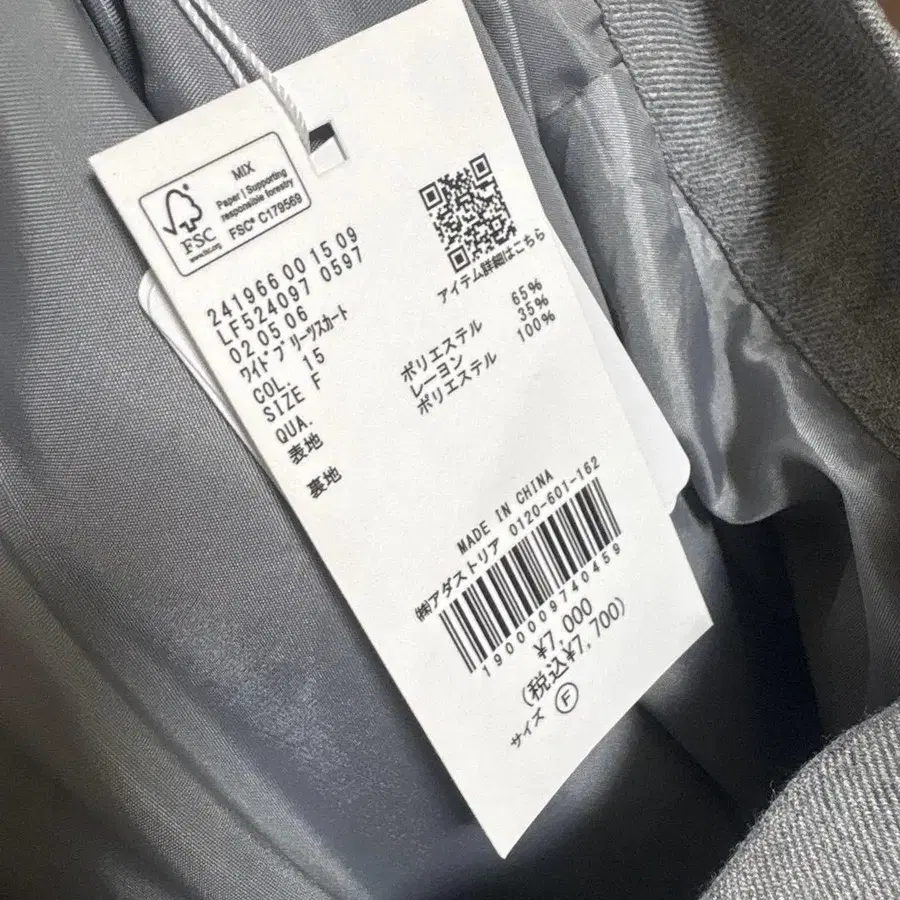 MIX
Paper | Supporting
responsible forestry
FSC® C179569
FSC
www.fsc.org
アイテム詳細はこちら
24196600 15 09
LF524097 0597
02 05 06
ワイドプリーツスカート
COL. 15
SIZE F
QUA.
表地
ポリエステル 65%
レーヨン 35%
裏地
ポリエステル 100%
MADE IN CHINA
㈱アダストリア 0120-601-162
1900009740459
¥7,000
(税込¥7,700)
サイズ Ⓕ